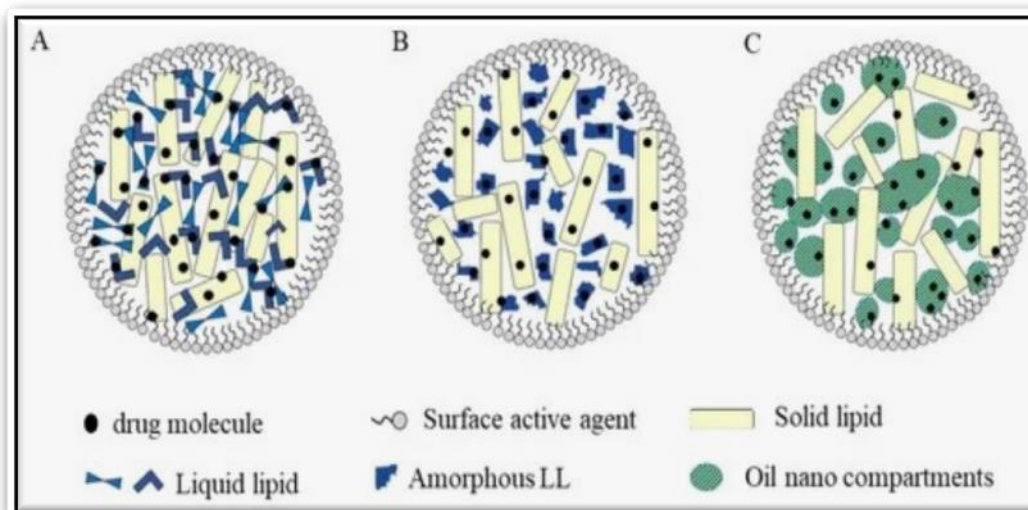 A B C
drug molecule Surface active agent Solid lipid
Liquid lipid Amorphous LL Oil nano compartments